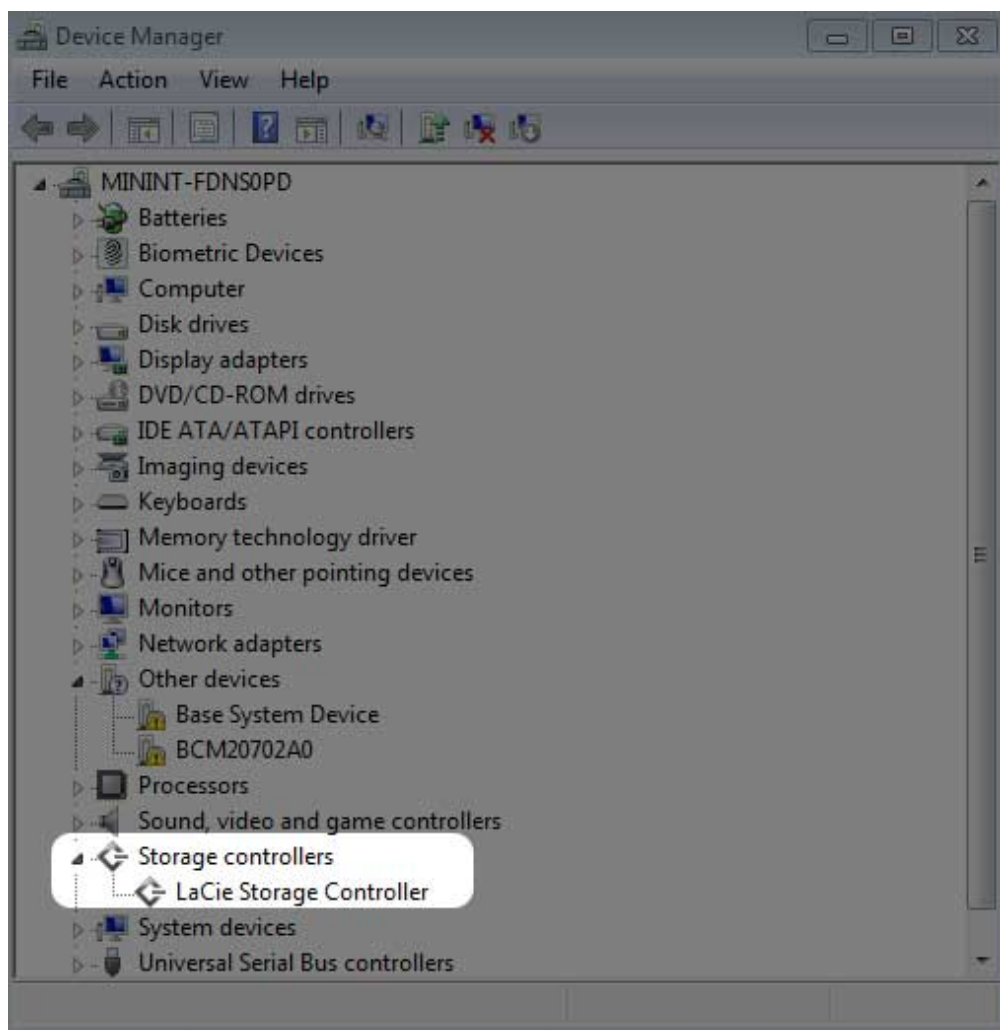 Device Manager
File Action View Help
MININT-FDNS0PD
Batteries
Biometric Devices
Computer
Disk drives
Display adapters
DVD/CD-ROM drives
IDE ATA/ATAPI controllers
Imaging devices
Keyboards
Memory technology driver
Mice and other pointing devices
Monitors
Network adapters
Other devices
Base System Device
BCM20702A0
Processors
Sound, video and game controllers
Storage controllers
LaCie Storage Controller
System devices
Universal Serial Bus controllers